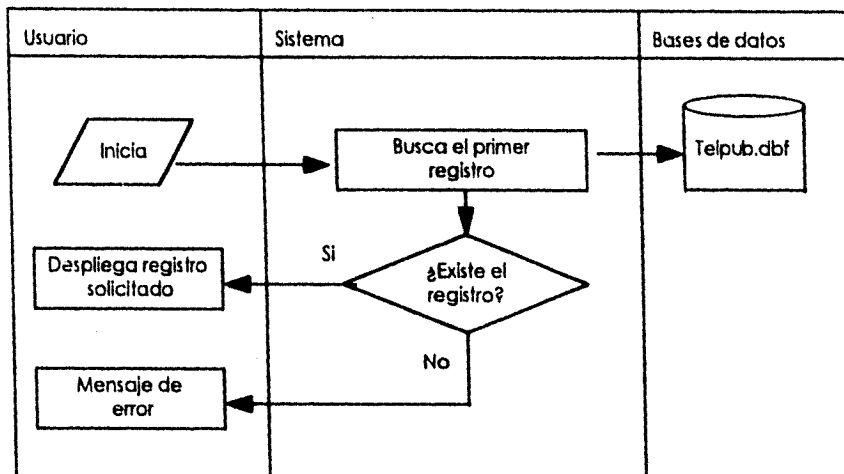 Usuario
Sistema
Bases de datos
Inicia
Busca el primer
registro
Telpub.dbf
Si
Despliega registro
solicitado
¿Existe el
registro?
No
Mensaje de
error